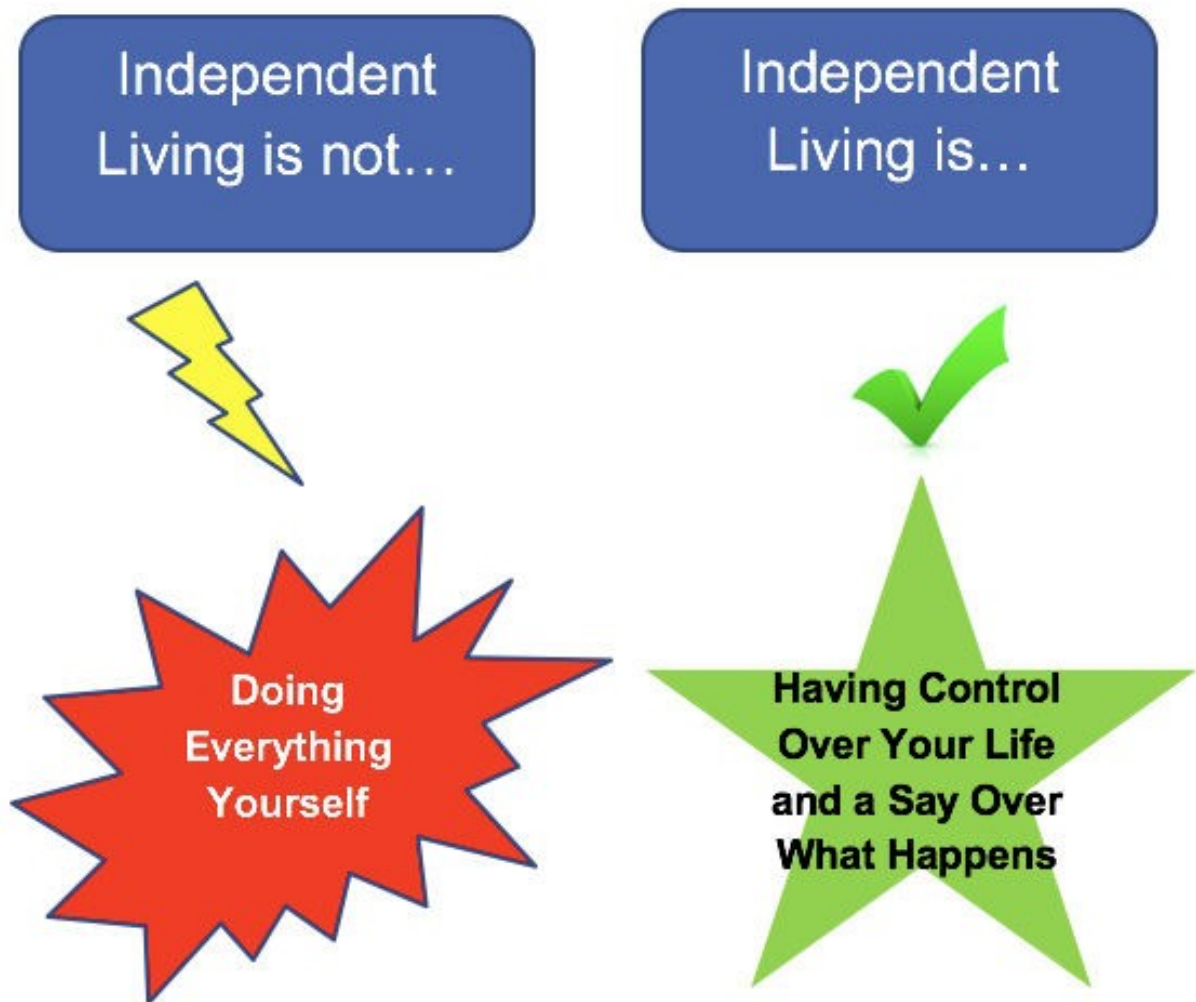 Independent
Living is not…
Independent
Living is…
Doing
Everything
Yourself
Having Control
Over Your Life
and a Say Over
What Happens